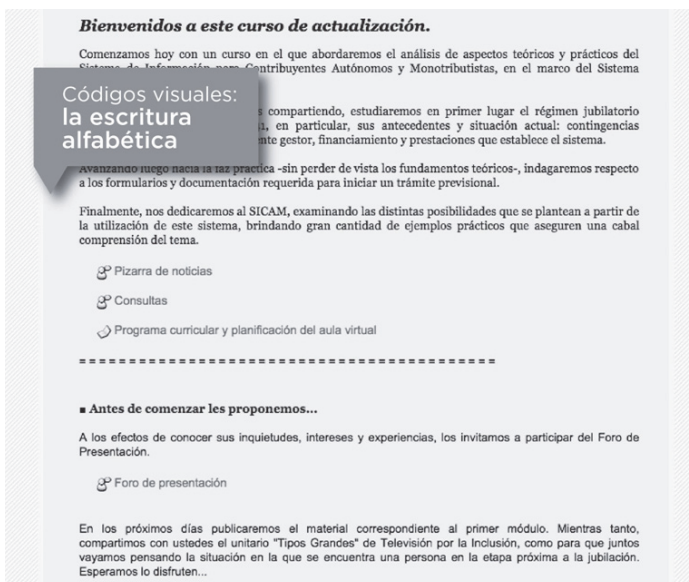 Bienvenidos a este curso de actualización.
Comenzamos hoy con un curso en el que abordaremos el análisis de aspectos teóricos y prácticos del
Contribuyentes Autónomos y Monotributistas, en el marco del Sistema
Códigos visuales:
la escritura
alfabética
compartiendo, estudiaremos en primer lugar el régimen jubilatorio
en particular, sus antecedentes y situación actual: contingencias
gestor, financiamiento y prestaciones que establece el sistema.
Avanzando luego hacia la faz práctica -sin perder de vista los fundamentos teóricos-, indagaremos respecto
a los formularios y documentación requerida para iniciar un trámite previsional.
Finalmente, nos dedicaremos al SICAM, examinando las distintas posibilidades que se plantean a partir de
la utilización de este sistema, brindando gran cantidad de ejemplos prácticos que aseguren una cabal
comprensión del tema.
Pizarra de noticias
Consultas
Programa curricular y planificación del aula virtual
= = = = = = = = = = = = = = = = = = = = = = = = = = = = = = = = = = = = = = = = =
■ Antes de comenzar les proponemos...
A los efectos de conocer sus inquietudes, intereses y experiencias, los invitamos a participar del Foro de
Presentación.
Foro de presentación
En los próximos días publicaremos el material correspondiente al primer módulo. Mientras tanto,
compartimos con ustedes el unitario "Tipos Grandes" de Televisión por la Inclusión, como para que juntos
vayamos pensando la situación en la que se encuentra una persona en la etapa próxima a la jubilación.
Esperamos lo disfruten...